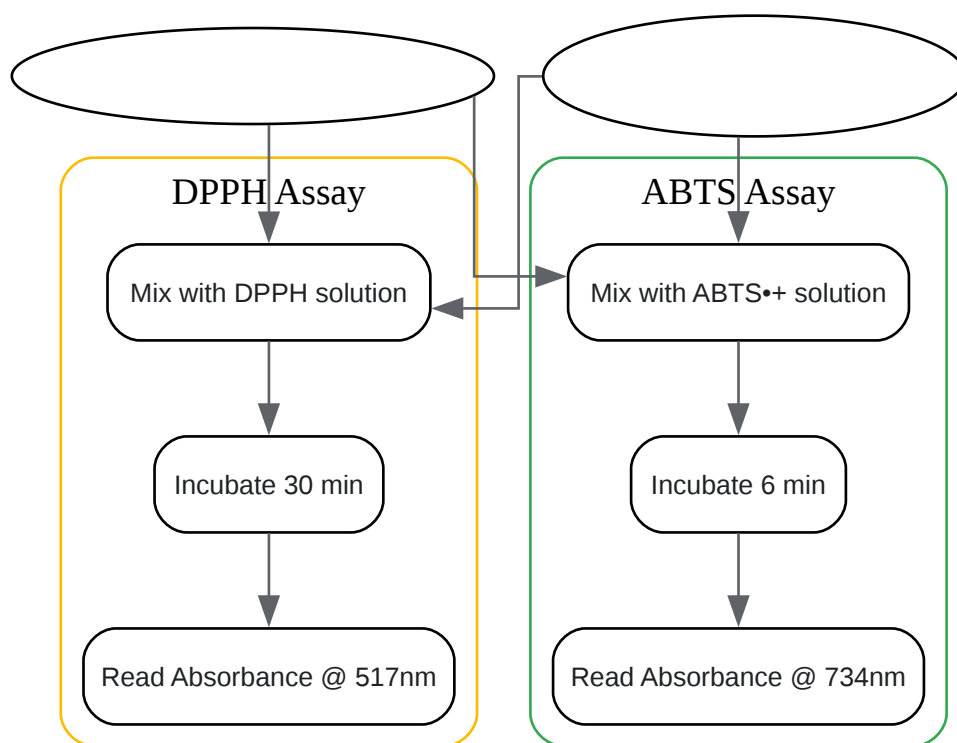 DPPH Assay
Mix with DPPH solution
Incubate 30 min
Read Absorbance @ 517nm
ABTS Assay
Mix with ABTS•+ solution
Incubate 6 min
Read Absorbance @ 734nm